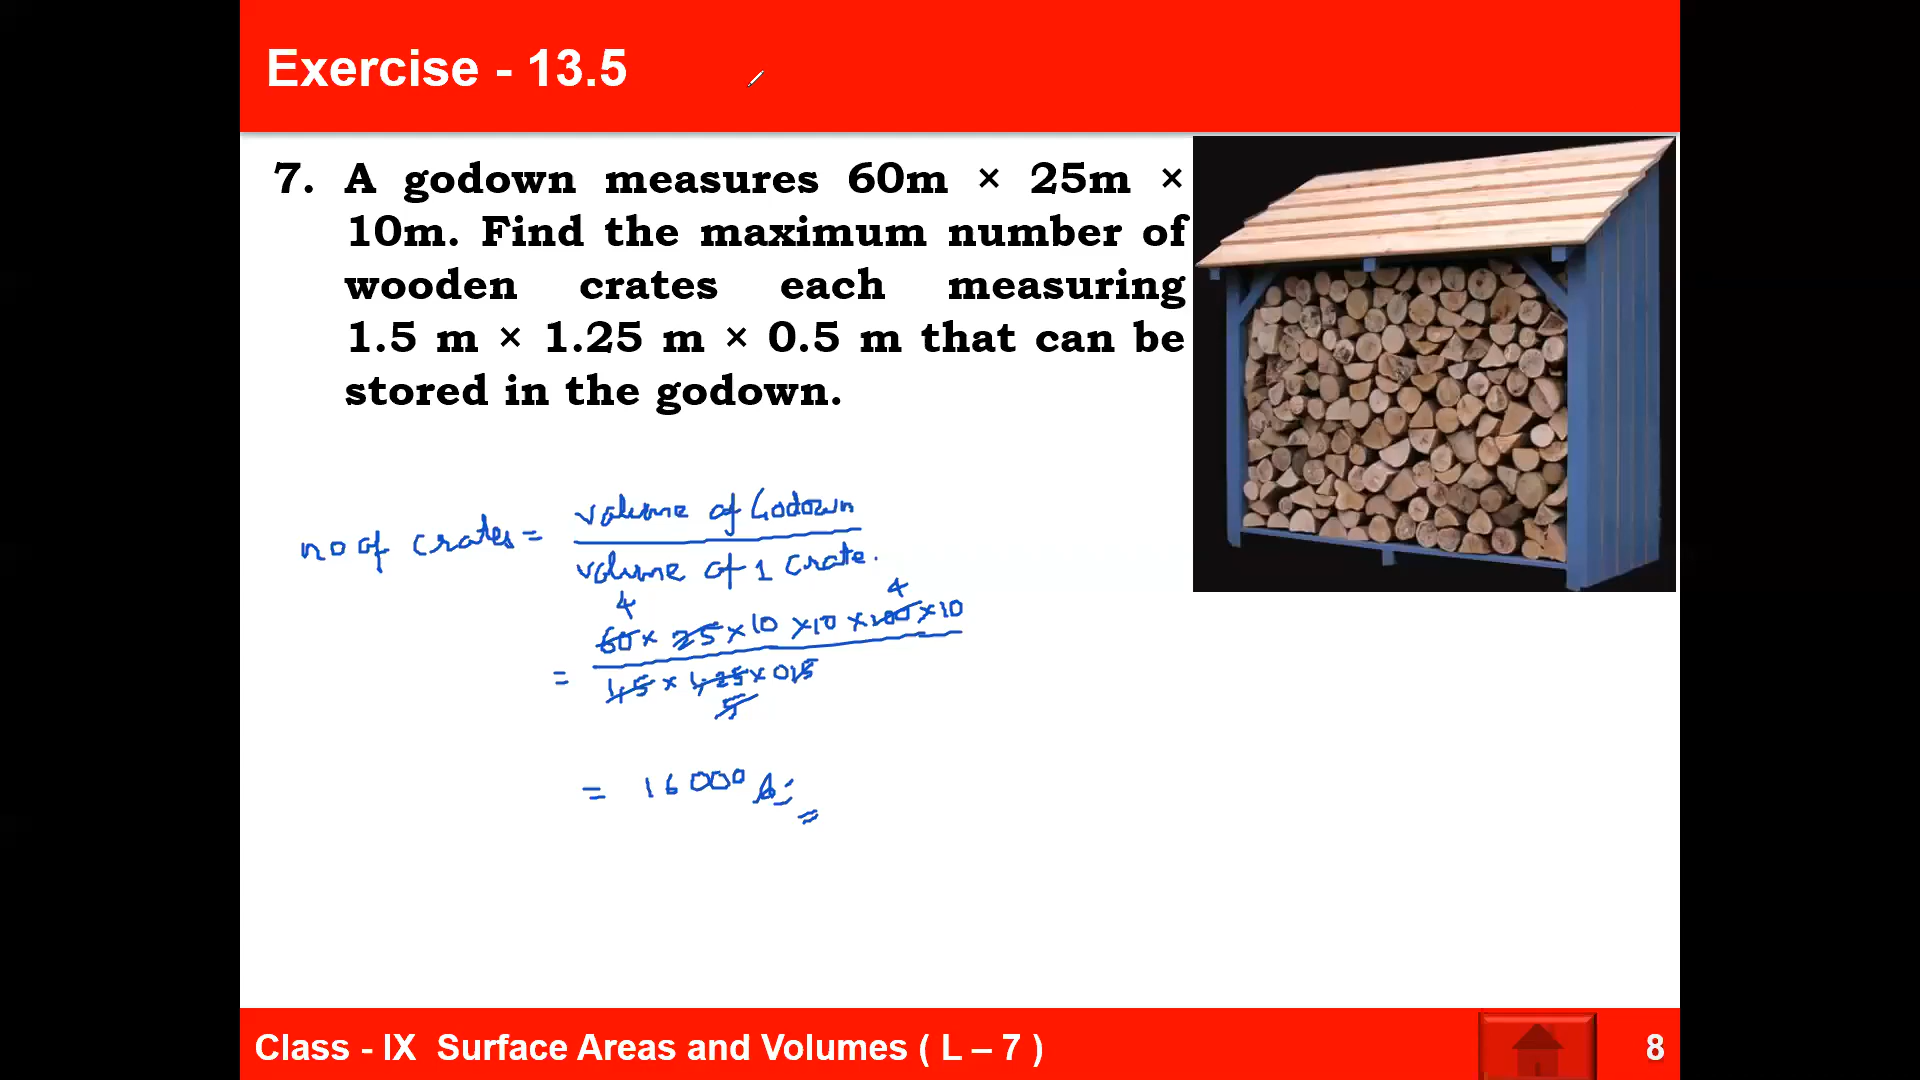 Exercise - 13.5
7. A godown measures 60m × 25m ×
10m. Find the maximum number of
wooden crates each measuring
1.5 m × 1.25 m × 0.5 m that can be
stored in the godown.
no of crates = volume of Godown
volume of 1 crate.
4 4
60 × 25 × 10 × 10 × 100 × 10
= 1.5 × 1.25 × 0.5
5
= 16000
Class - IX Surface Areas and Volumes ( L – 7 )
8